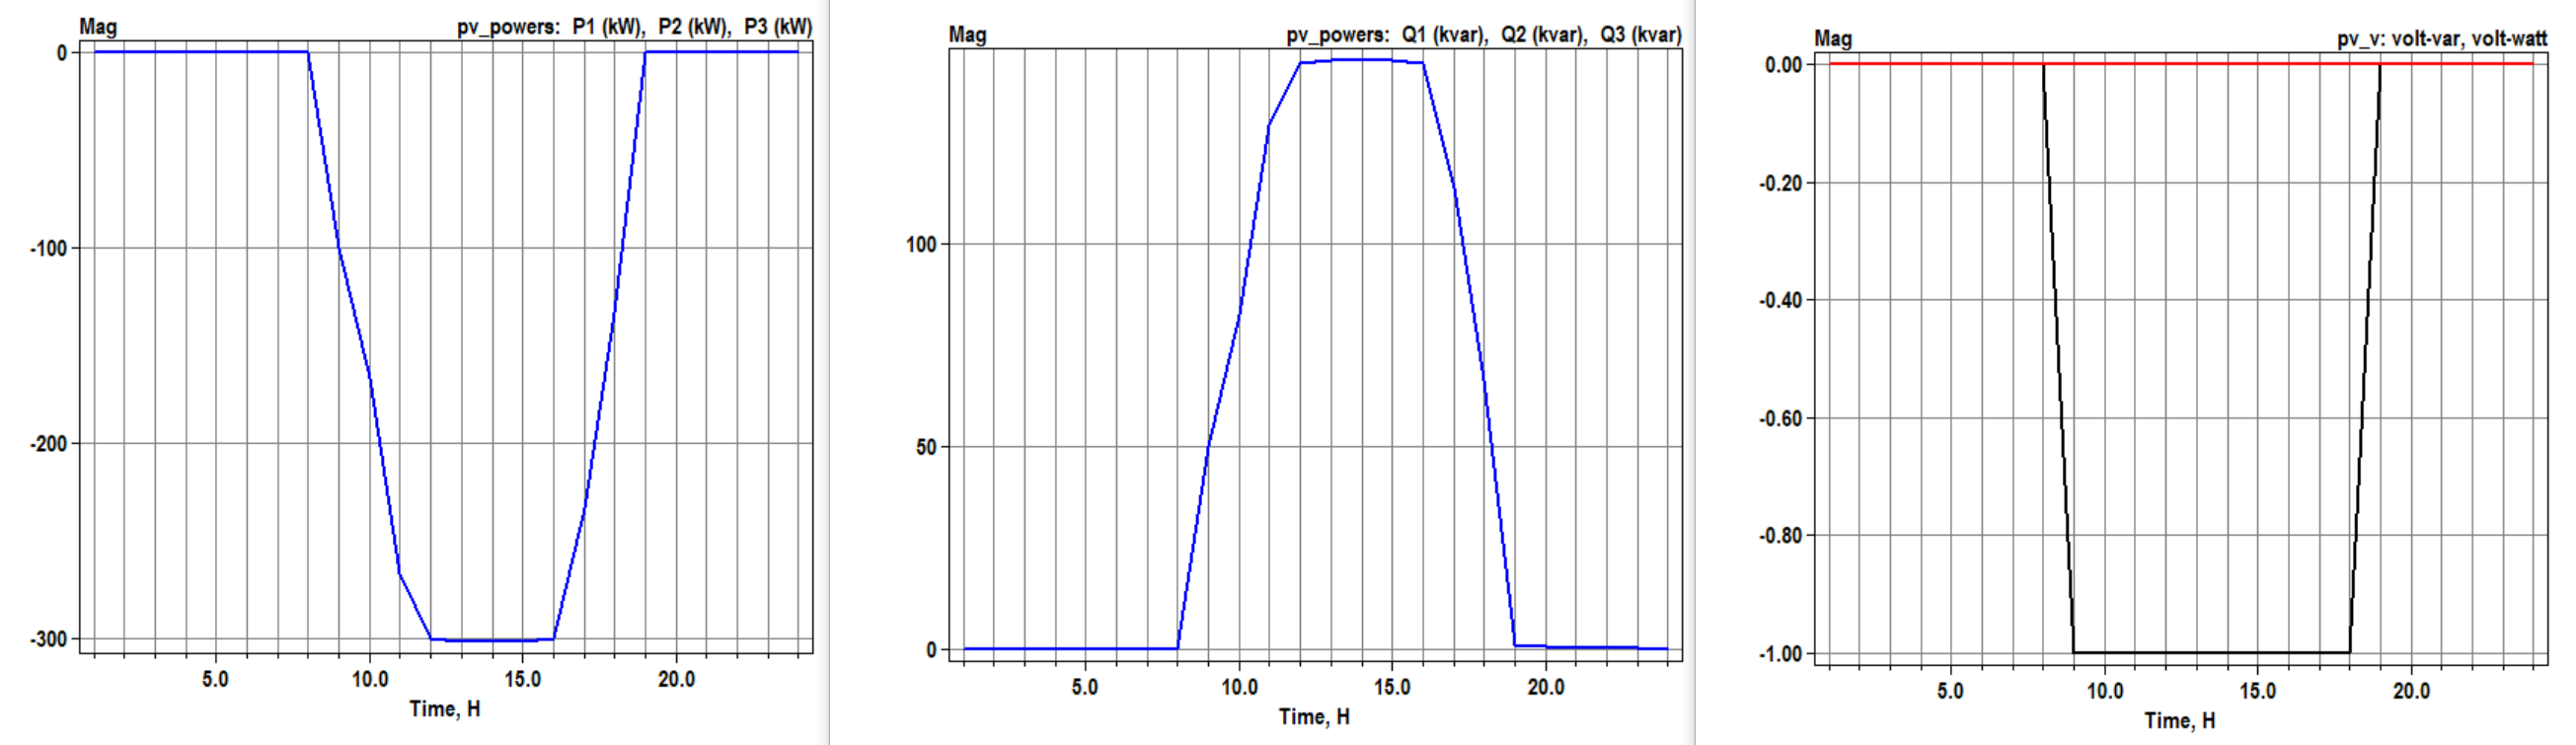 Mag pv_powers: P1 (kW), P2 (kW), P3 (kW)
0
-100
-200
-300
5.0 10.0 15.0 20.0
Time, H
Mag pv_powers: Q1 (kvar), Q2 (kvar), Q3 (kvar)
100
50
0
5.0 10.0 15.0 20.0
Time, H
Mag pv_v: volt-var, volt-watt
0.00
-0.20
-0.40
-0.60
-0.80
-1.00
5.0 10.0 15.0 20.0
Time, H